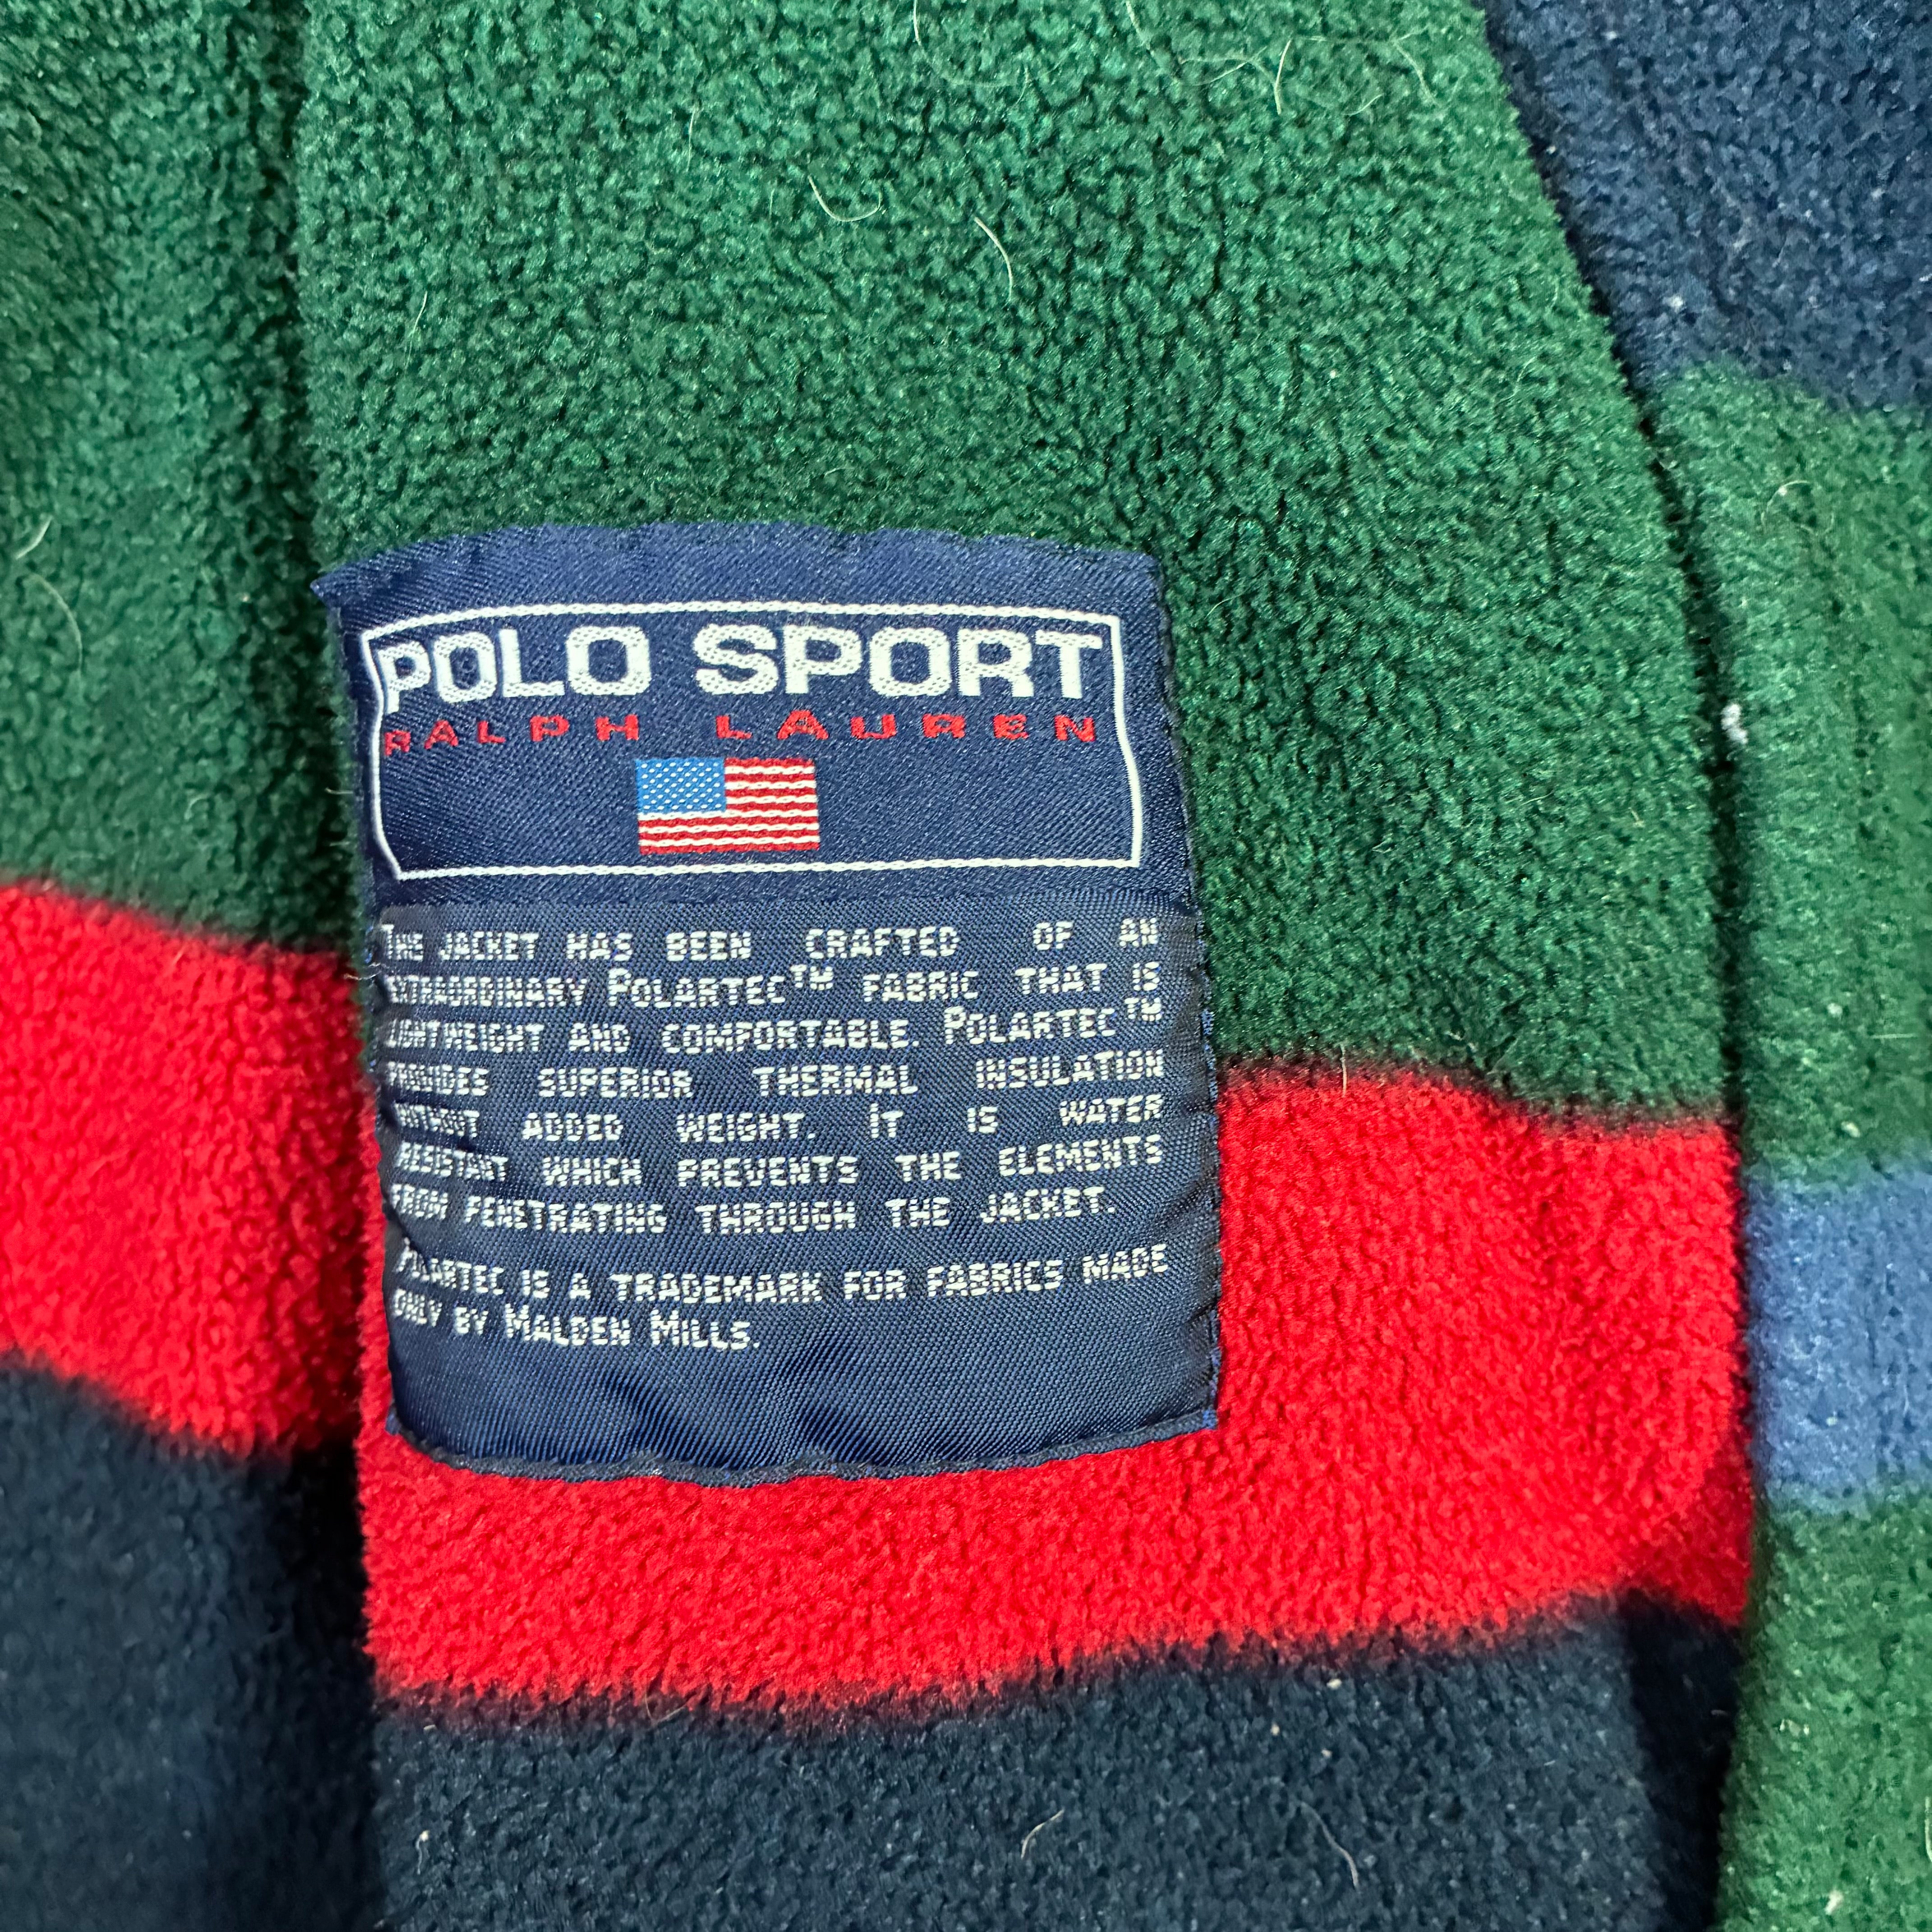 POLO SPORT
RALPH LAUREN
THE JACKET HAS BEEN CRAFTED OF AN
EXTRAORDINARY POLARTEC™ FABRIC THAT IS
LIGHTWEIGHT AND COMFORTABLE. POLARTEC™
PROVIDES SUPERIOR THERMAL INSULATION
WITHOUT ADDED WEIGHT. IT IS WATER
RESISTANT WHICH PREVENTS THE ELEMENTS
FROM PENETRATING THROUGH THE JACKET.
POLARTEC IS A TRADEMARK FOR FABRICS MADE
ONLY BY MALDEN MILLS.